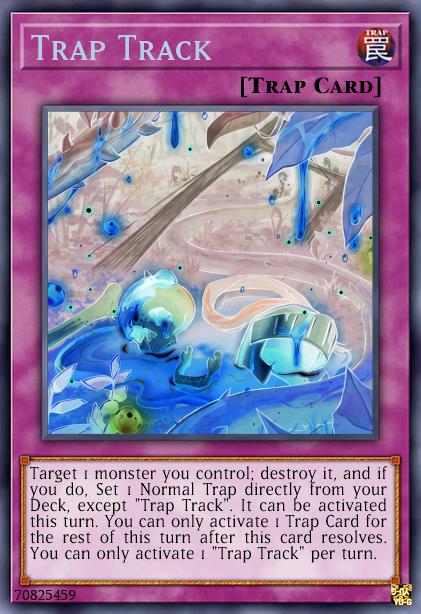 Trap Track
TRAP
罠
[Trap Card]
Target 1 monster you control; destroy it, and if
you do, Set 1 Normal Trap directly from your
Deck, except "Trap Track". It can be activated
this turn. You can only activate 1 Trap Card for
the rest of this turn after this card resolves.
You can only activate 1 "Trap Track" per turn.
70825459